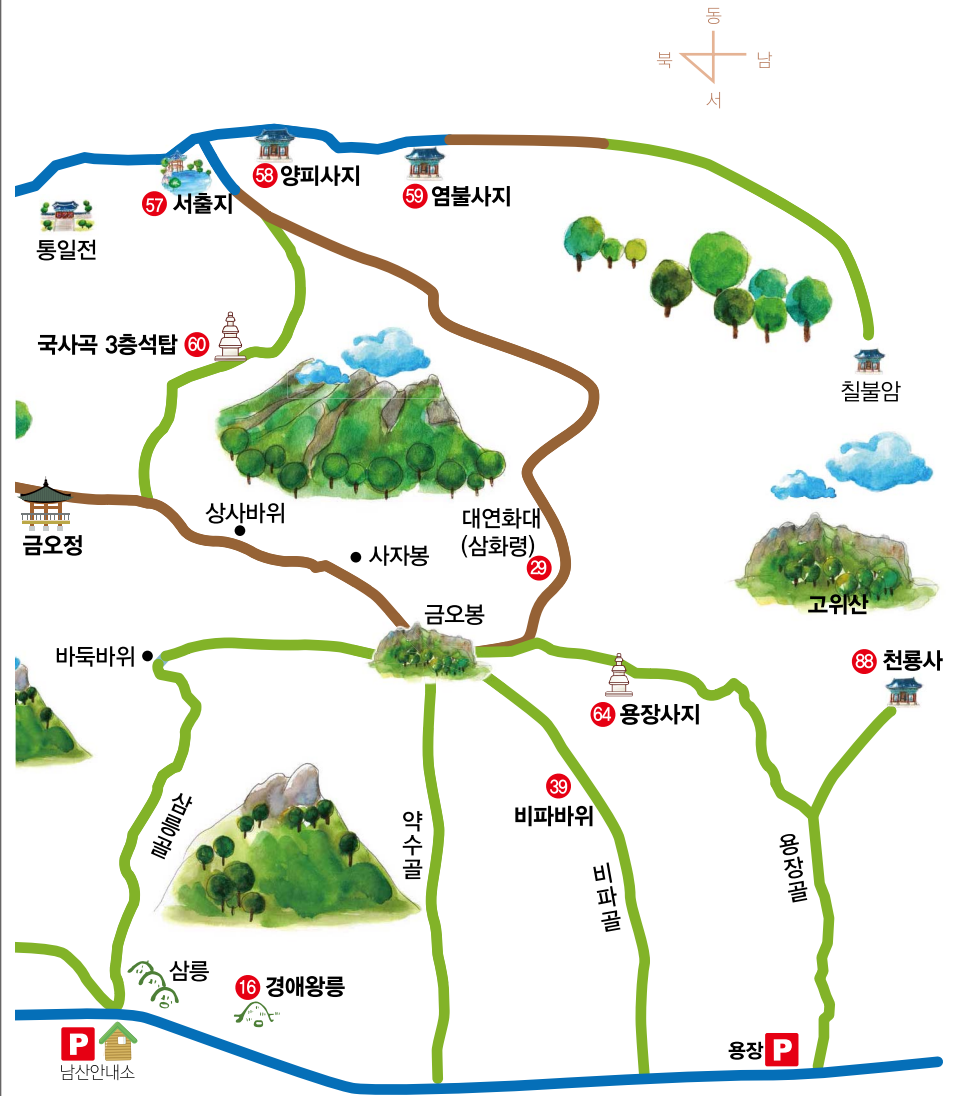 동
북
남
서
58 양피사지
59 염불사지
57 서출지
통일전
국사곡 3층석탑 60
칠불암
상사바위
대연화대
(삼화령)
29
금오정
사자봉
고위산
금오봉
바둑바위
88 천룡사
64 용장사지
39
비파바위
삼릉골
약수골
비파골
용장골
삼릉
16 경애왕릉
P
남산안내소
용장 P